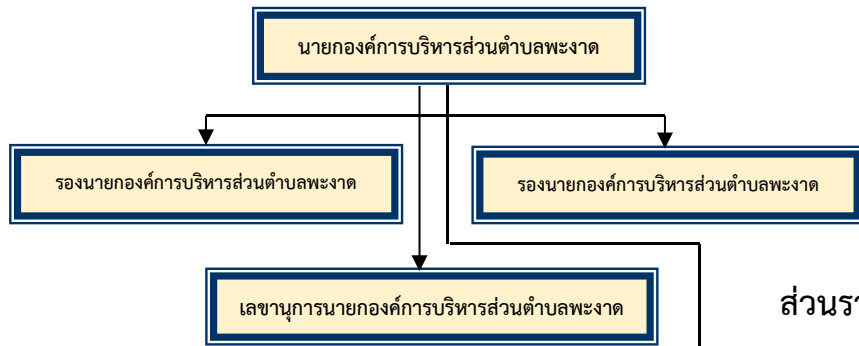 นายกองค์การบริหารส่วนตำบลพะงาด
รองนายกองค์การบริหารส่วนตำบลพะงาด
รองนายกองค์การบริหารส่วนตำบลพะงาด
เลขานุการนายกองค์การบริหารส่วนตำบลพะงาด